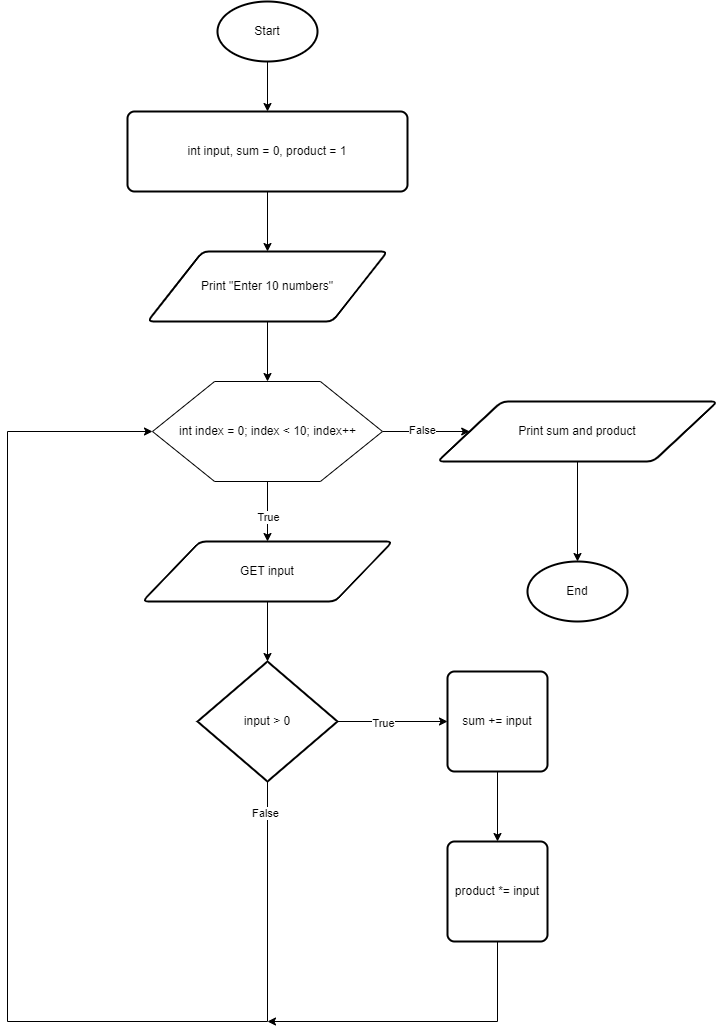 Start
int input, sum = 0, product = 1
Print "Enter 10 numbers"
int index = 0; index < 10; index++
False
Print sum and product
True
GET input
End
input > 0
True
sum += input
False
product *= input